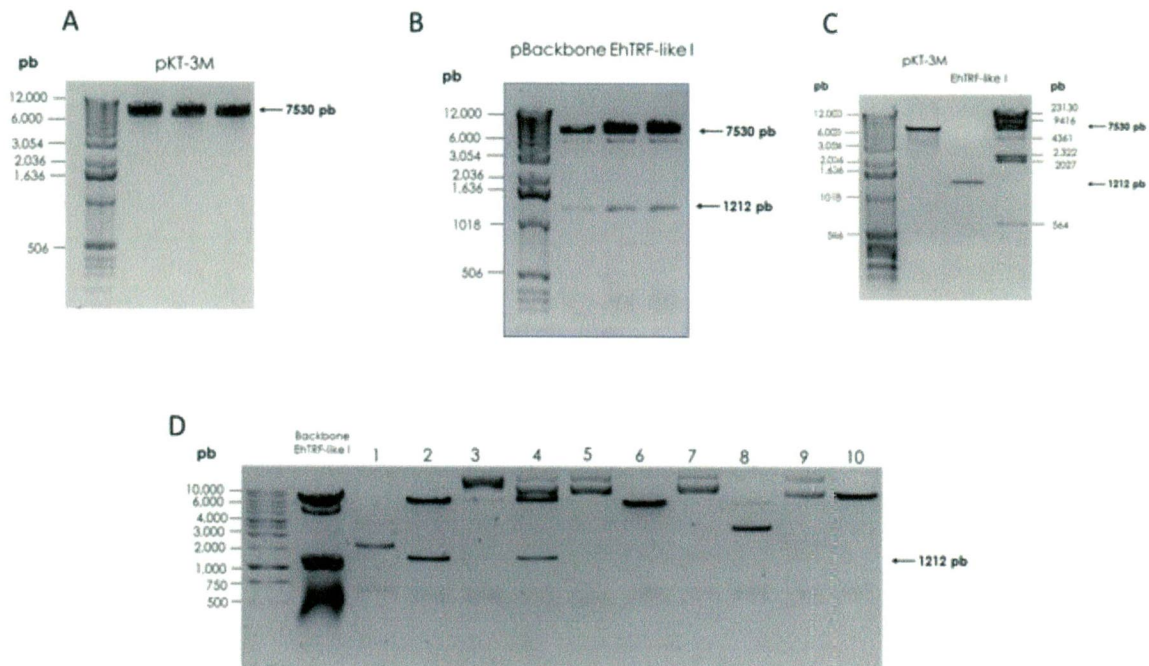 A
pb
pKT-3M
12.000
6.000
3.054
2.036
1.636
506
7530 pb
B
pBackbone EhTRF-like I
pb
12.000
6.000
3.054
2.036
1.636
1018
506
7530 pb
1212 pb
C
pKT-3M
EhTRF-like I
pb
pb
12.000
6.000
3.054
2.036
1.636
1018
506
23130
9416
4361
2.322
2027
564
7530 pb
1212 pb
D
pb
Backbone
EhTRF-like I
1 2 3 4 5 6 7 8 9 10
10.000
6.000
4.000
3.000
2.000
1.000
750
500
1212 pb